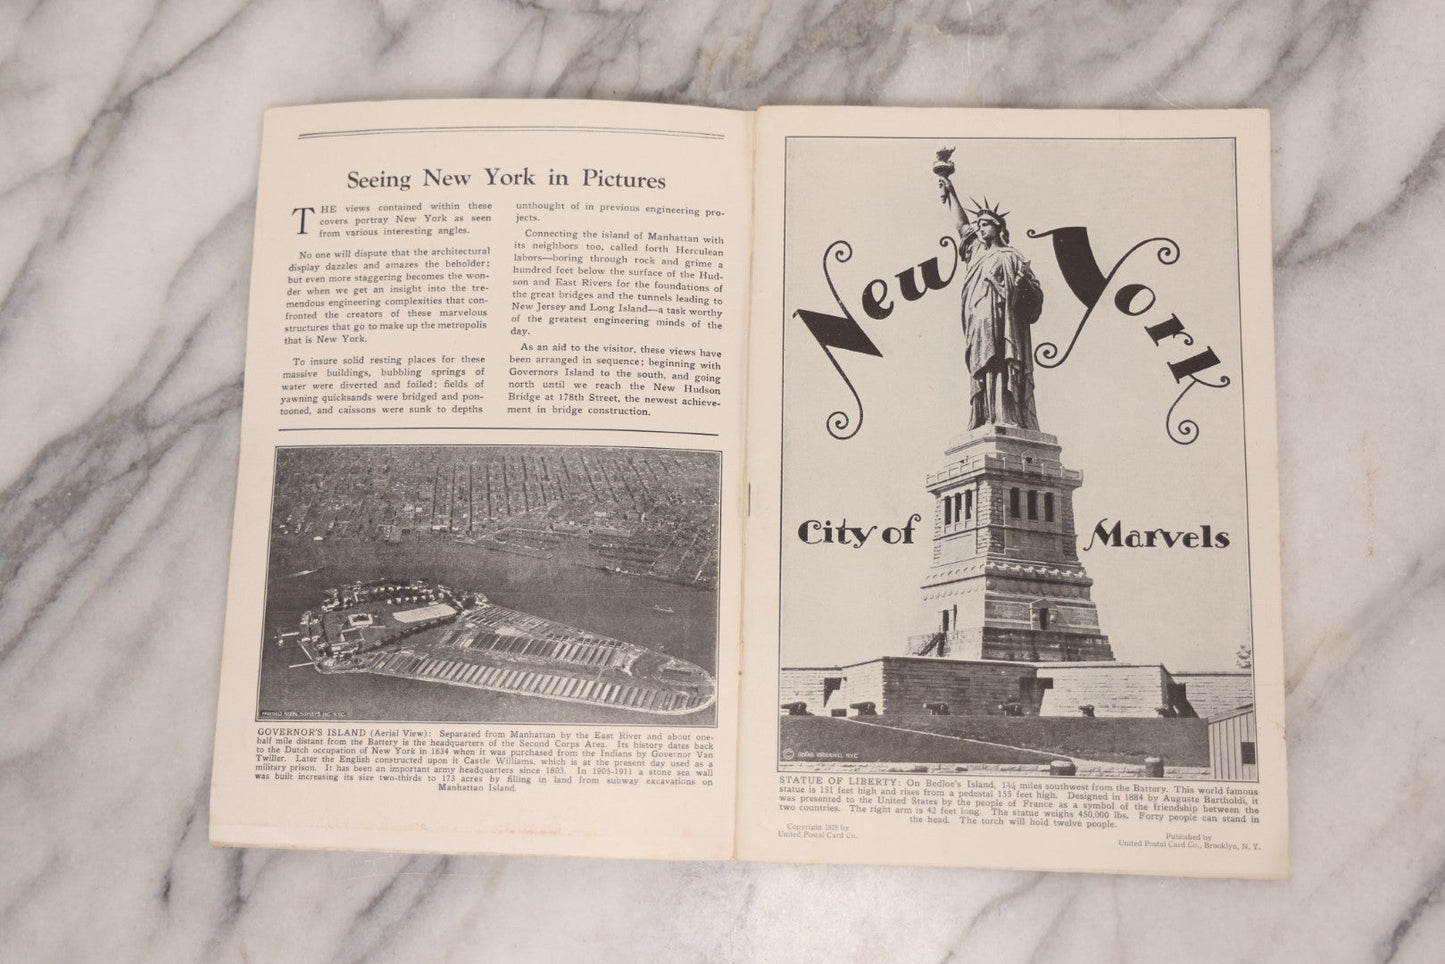 Seeing New York in Pictures
THE views contained within these
covers portray New York as seen
from various interesting angles.
No one will dispute that the architectural
display dazzles and amazes the beholder;
but even more staggering becomes the won-
der when we get an insight into the tre-
mendous engineering complexities that con-
fronted the creators of these marvelous
structures that go to make up the metropolis
that is New York.
To insure solid resting places for these
massive buildings, bubbling springs of
water were diverted and foiled; fields of
yawning quicksands were bridged and pon-
tooned, and caissons were sunk to depths
unthought of in previous engineering pro-
jects.
Connecting the island of Manhattan with
its neighbors too, called forth Herculean
labors—boring through rock and grime a
hundred feet below the surface of the Hud-
son and East Rivers for the foundations of
the great bridges and the tunnels leading to
New Jersey and Long Island—a task worthy
of the greatest engineering minds of the
day.
As an aid to the visitor, these views have
been arranged in sequence; beginning with
Governors Island to the south, and going
north until we reach the New Hudson
Bridge at 178th Street, the newest achieve-
ment in bridge construction.
GOVERNOR'S ISLAND (Aerial View): Separated from Manhattan by the East River and about one-
half mile distant from the Battery is the headquarters of the Second Corps Area. Its history dates back
to the Dutch occupation of New York in 1634 when it was purchased from the Indians by Governor Van
Twiller. Later the English constructed upon it Castle Williams, which is at the present day used as a
military prison. It has been an important army headquarters since 1803. In 1905-1911 a stone sea wall
was built increasing its size two-thirds to 173 acres by filling in land from subway excavations on
Manhattan Island.
New York
City of Marvels
STATUE OF LIBERTY: On Bedloe's Island, 1¾ miles southwest from the Battery. This world famous
statue is 151 feet high and rises from a pedestal 155 feet high. Designed in 1884 by Auguste Bartholdi, it
was presented to the United States by the people of France as a symbol of the friendship between the
two countries. The right arm is 42 feet long. The statue weighs 450,000 lbs. Forty people can stand in
the head. The torch will hold twelve people.
Copyright 1929 by
United Postal Card Co.
Published by
United Postal Card Co., Brooklyn, N. Y.